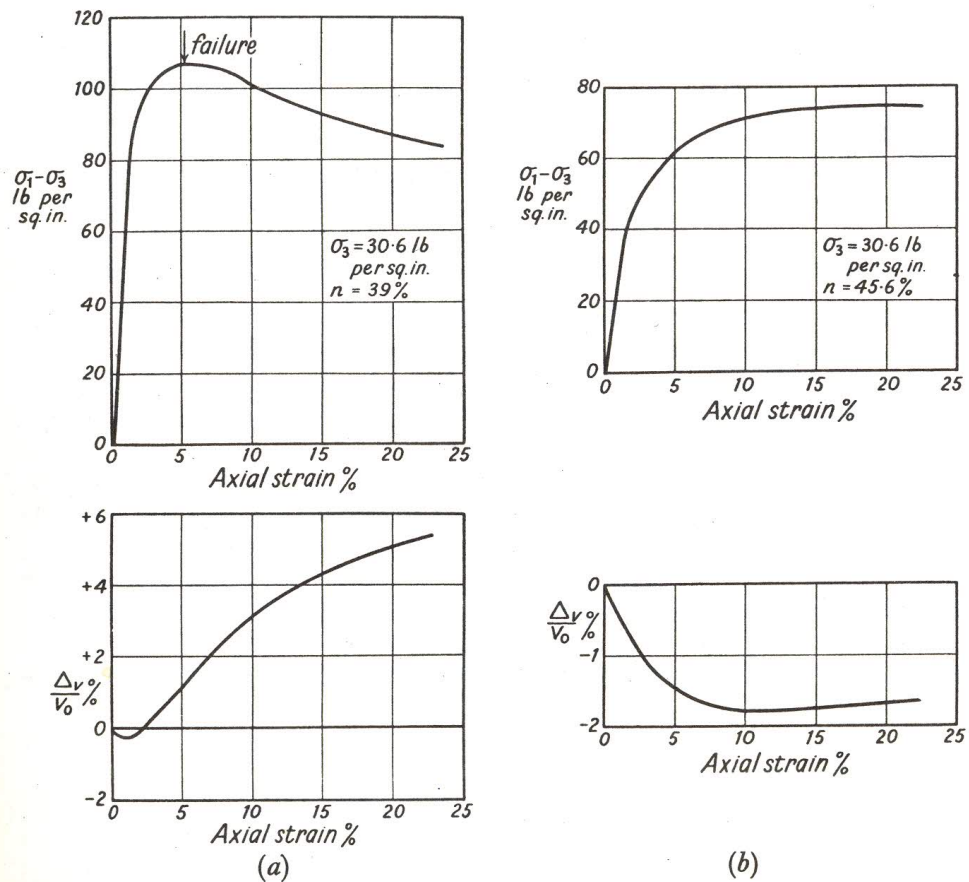 120
failure
100
80
σ₁-σ₃
lb per
sq.in.
60
σ₃ = 30·6 lb
per sq.in.
n = 39%
40
20
0
0 5 10 15 20 25
Axial strain %
80
60
σ₁-σ₃
lb per
sq.in.
40
σ₃ = 30·6 lb
per sq.in.
n = 45·6%
20
0
0 5 10 15 20 25
Axial strain %
+6
+4
+2
Δv/V₀ %
0
-2
0 5 10 15 20 25
Axial strain %
(a)
0
Δv/V₀ %
-1
-2
0 5 10 15 20 25
Axial strain %
(b)